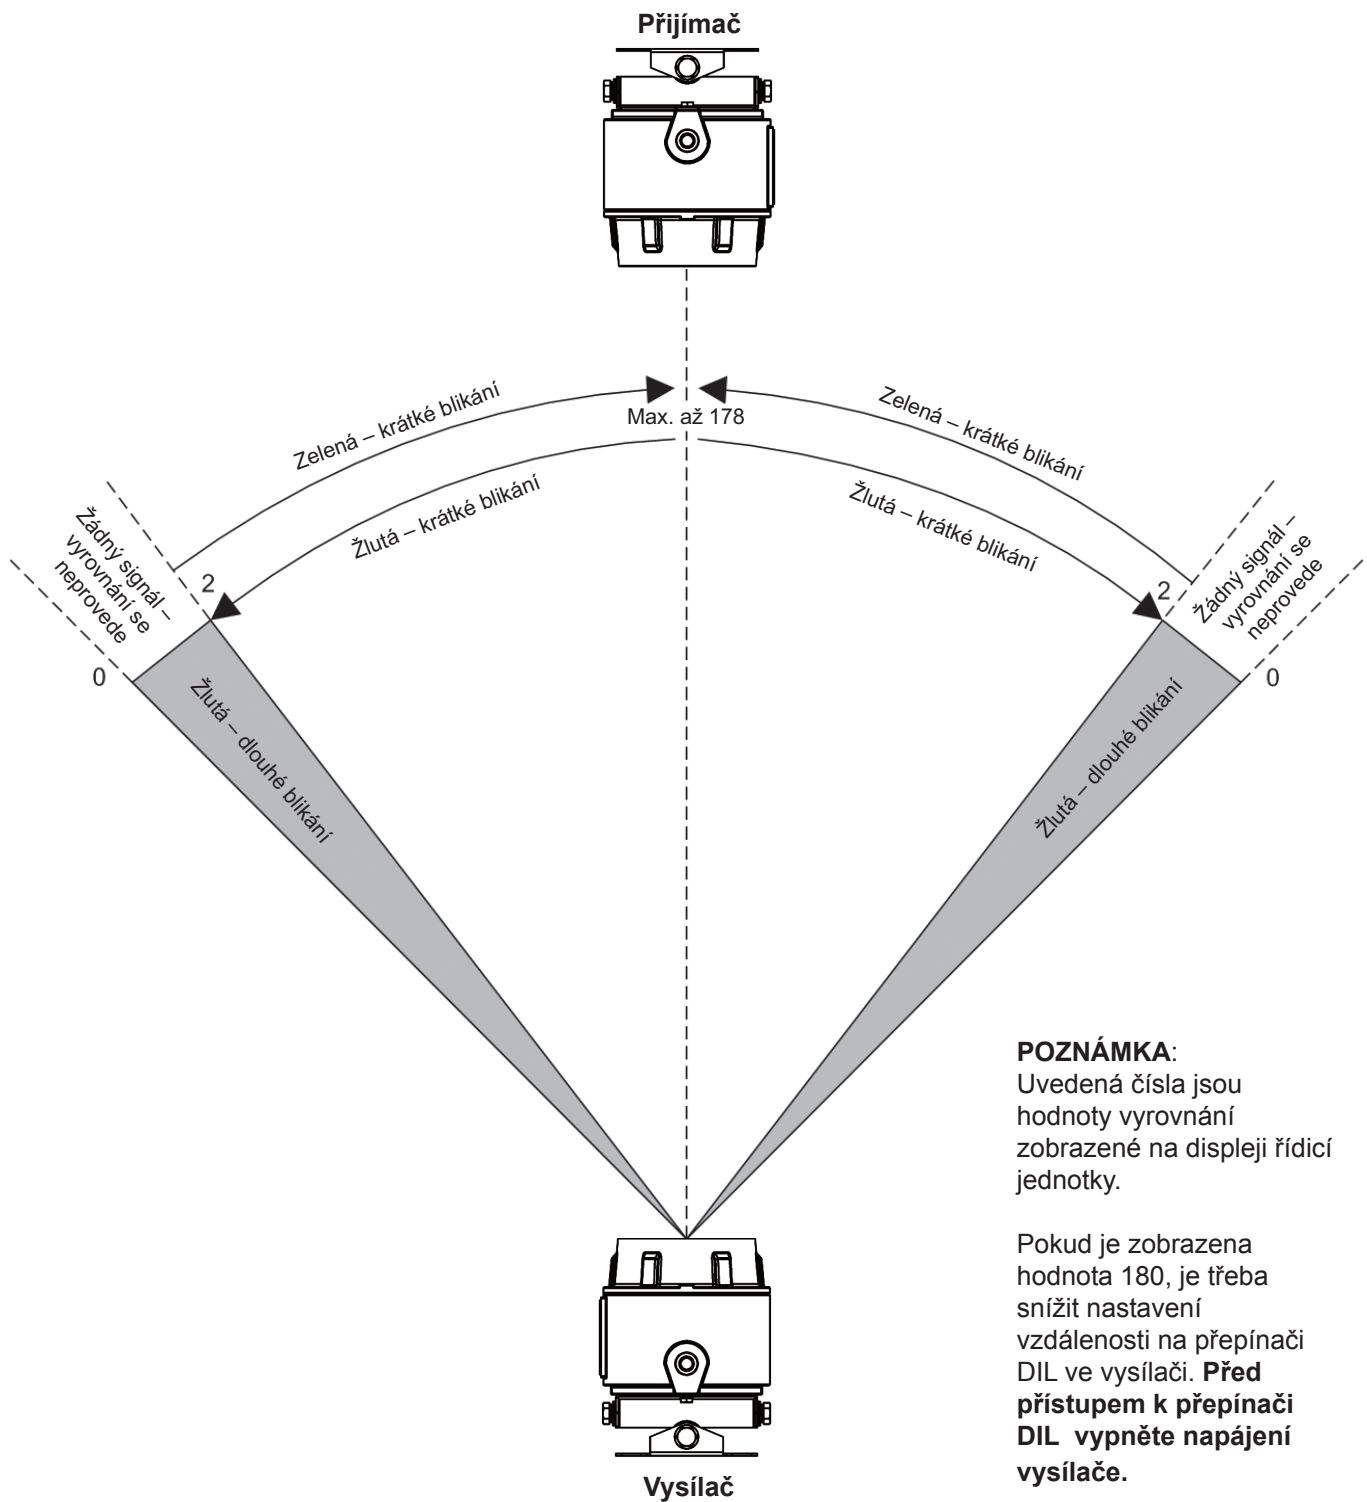 Přijímač
Zelená – krátké blikání
Zelená – krátké blikání
Max. až 178
Žlutá – krátké blikání
Žlutá – krátké blikání
Žádný signál –
vyrovnání se
neprovede
2
0
2
Žádný signál –
vyrovnání se
neprovede
0
Žlutá – dlouhé blikání
Žlutá – dlouhé blikání
POZNÁMKA:
Uvedená čísla jsou
hodnoty vyrovnání
zobrazené na displeji řídicí
jednotky.
Pokud je zobrazena
hodnota 180, je třeba
snížit nastavení
vzdálenosti na přepínači
DIL ve vysílači. Před
přístupem k přepínači
DIL  vypněte napájení
vysílače.
Vysílač